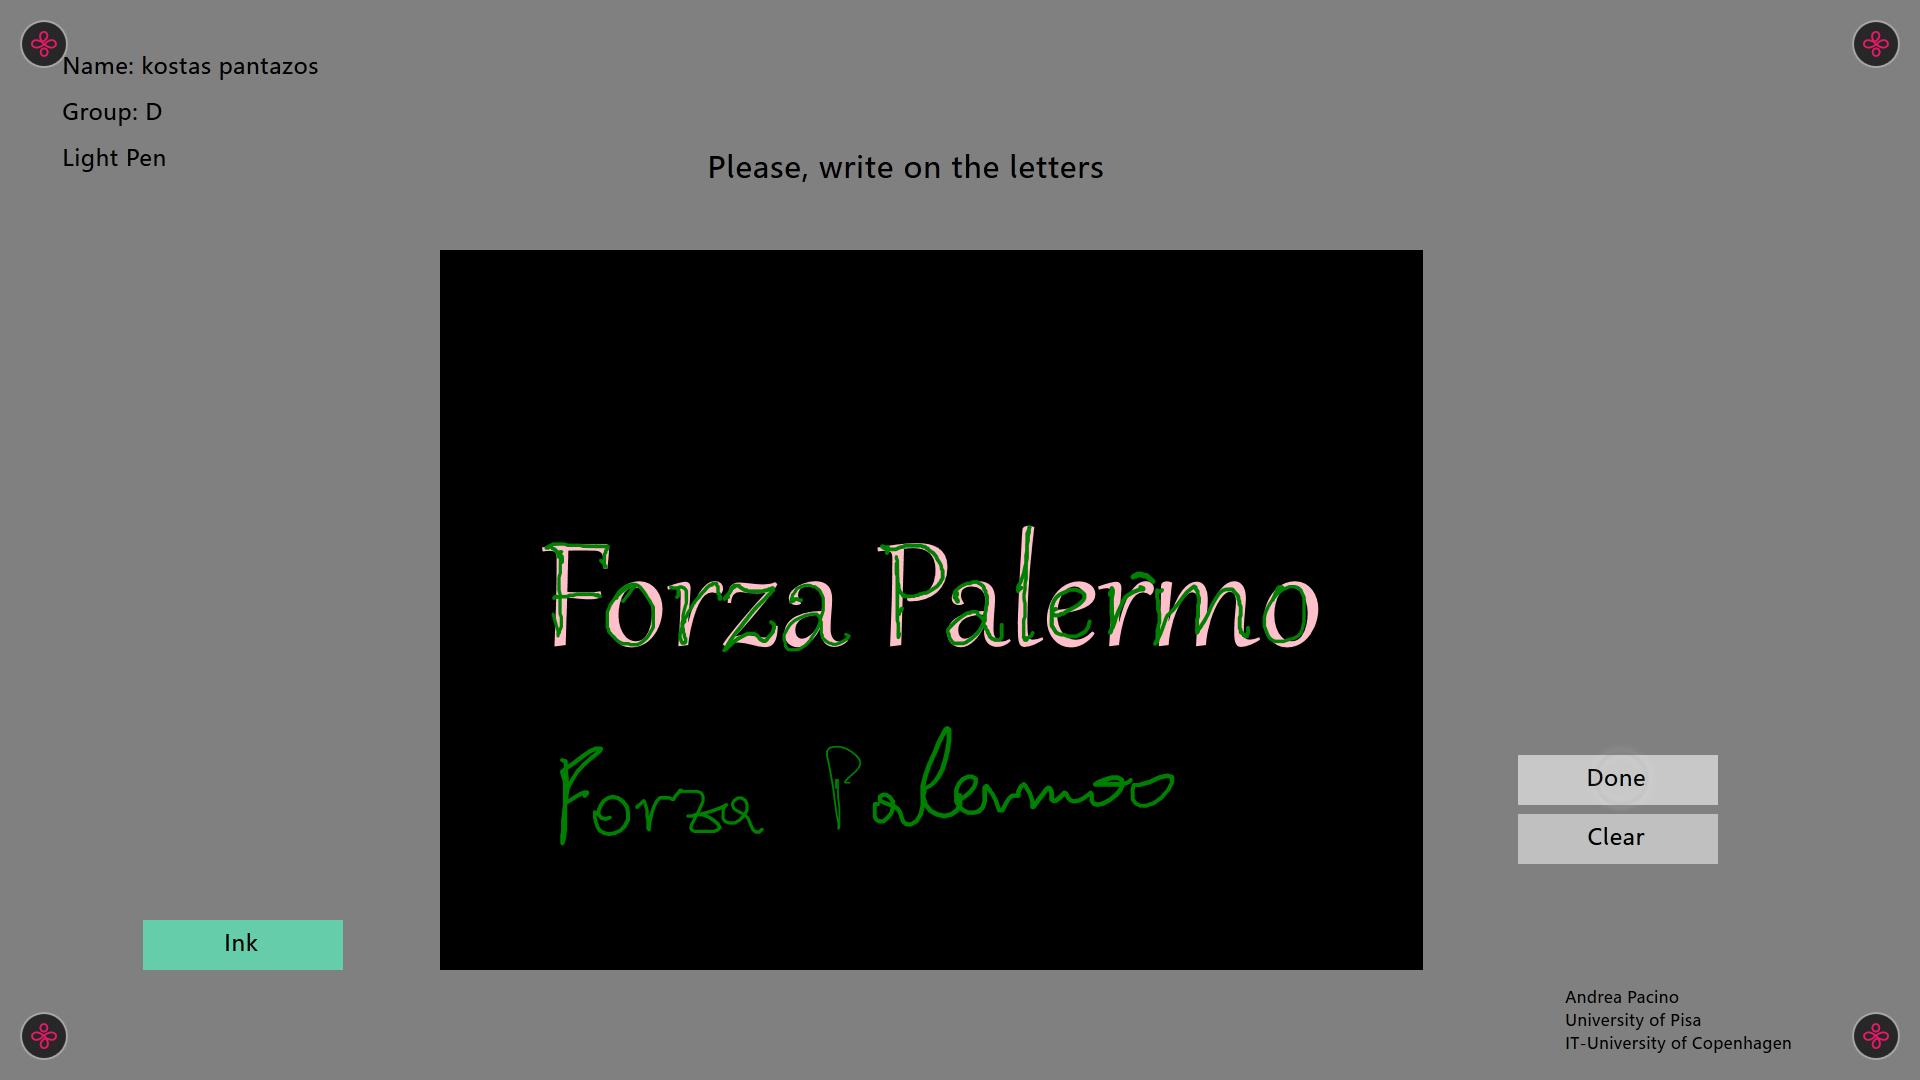 Name: kostas pantazos
Group: D
Light Pen
Please, write on the letters
Forza Palermo
Forza Palermoo
Done
Clear
Ink
Andrea Pacino
University of Pisa
IT-University of Copenhagen